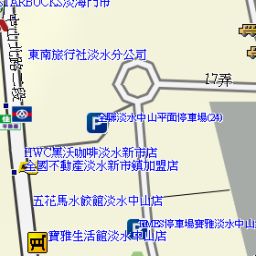 STARBUCKS淡海門市
中山北路二段
東南旅行社淡水分公司
17弄
全聯淡水中山平面停車場(24)
HWC黑沃咖啡淡水新市店
全國不動產淡水新市鎮加盟店
五花馬水餃館淡水中山店
TIMES停車場寶雅淡水中山
寶雅生活館淡水中山店